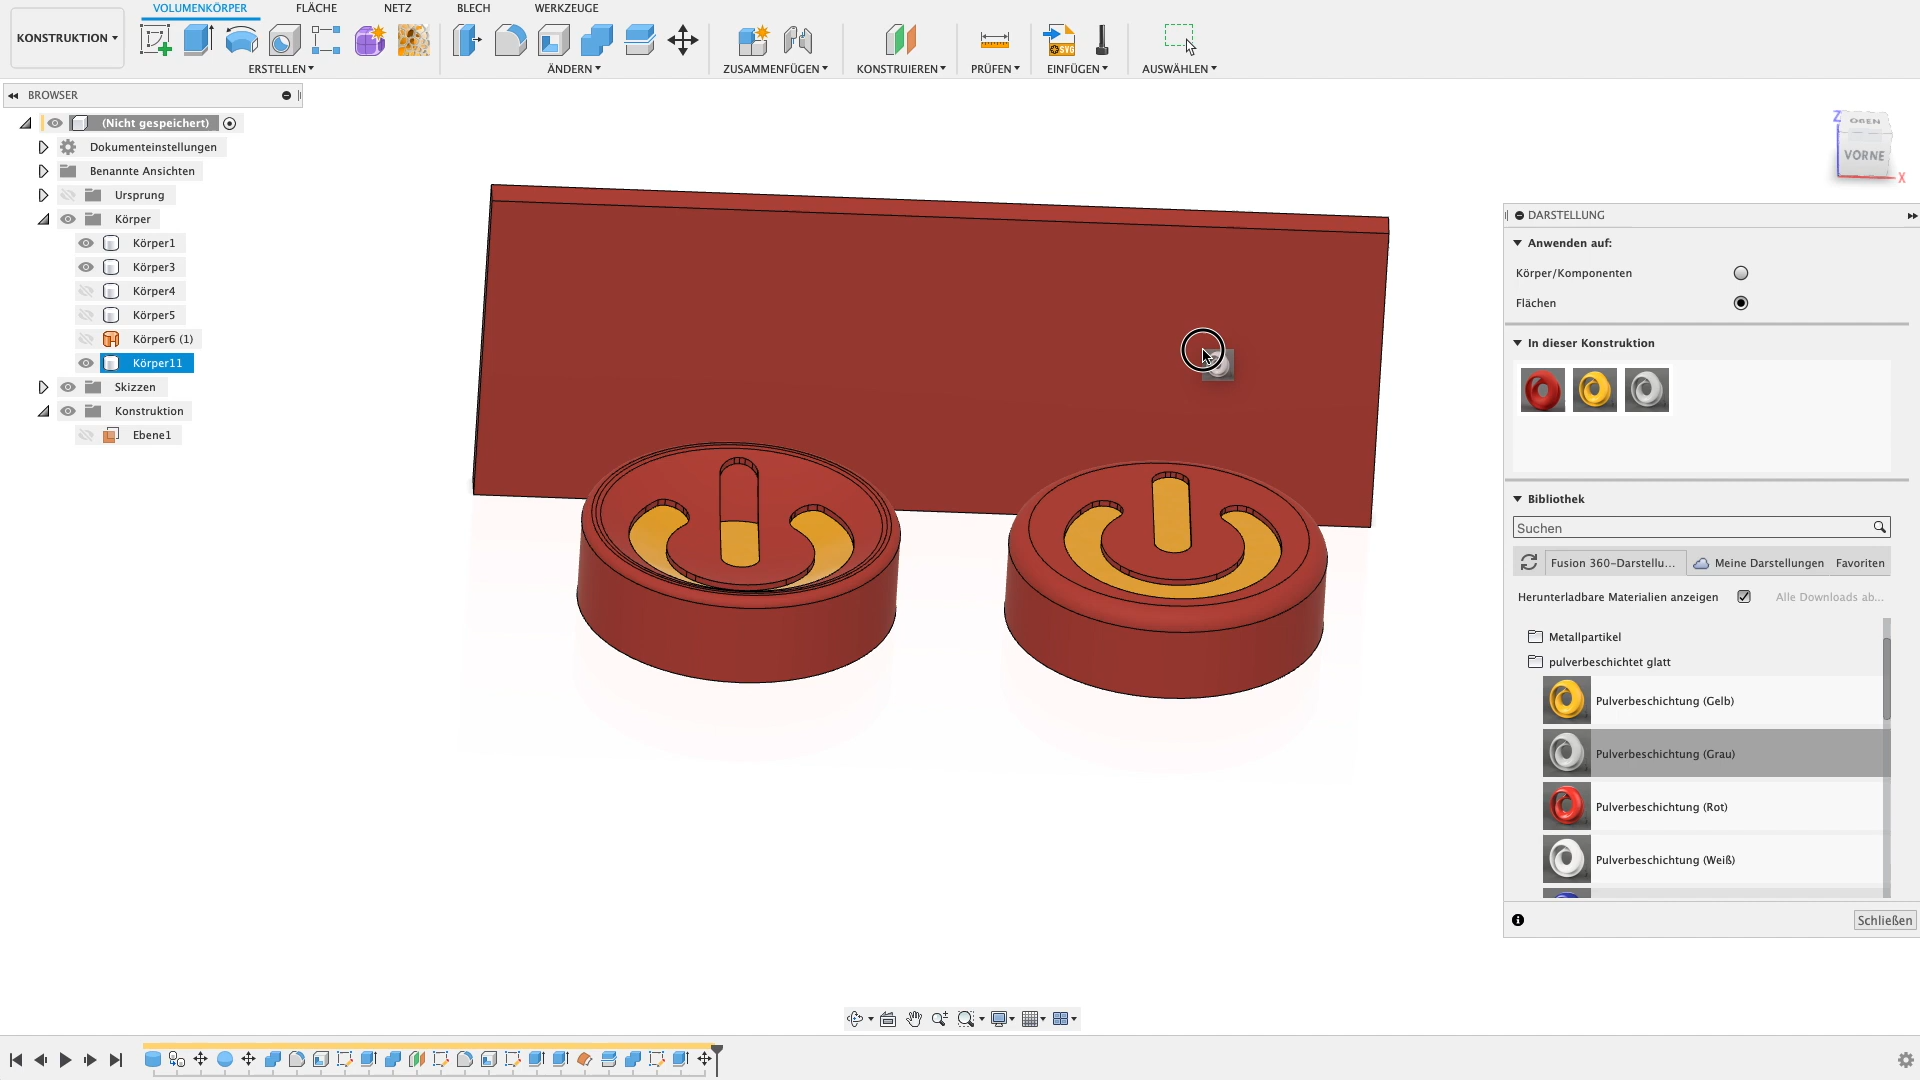 VOLUMENKÖRPER FLÄCHE NETZ BLECH WERKZEUGE
KONSTRUKTION
ERSTELLEN ÄNDERN ZUSAMMENFÜGEN KONSTRUIEREN PRÜFEN EINFÜGEN AUSWÄHLEN
SVG
BROWSER
(Nicht gespeichert)
Dokumenteinstellungen
Benannte Ansichten
Ursprung
Körper
Körper1
Körper3
Körper4
Körper5
Körper6 (1)
Körper11
Skizzen
Konstruktion
Ebene1
Z
OBEN
VORNE
X
DARSTELLUNG
Anwenden auf:
Körper/Komponenten
Flächen
In dieser Konstruktion
Bibliothek
Suchen
Fusion 360-Darstellu... Meine Darstellungen Favoriten
Herunterladbare Materialien anzeigen Alle Downloads ab...
Metallpartikel
pulverbeschichtet glatt
Pulverbeschichtung (Gelb)
Pulverbeschichtung (Grau)
Pulverbeschichtung (Rot)
Pulverbeschichtung (Weiß)
Schließen